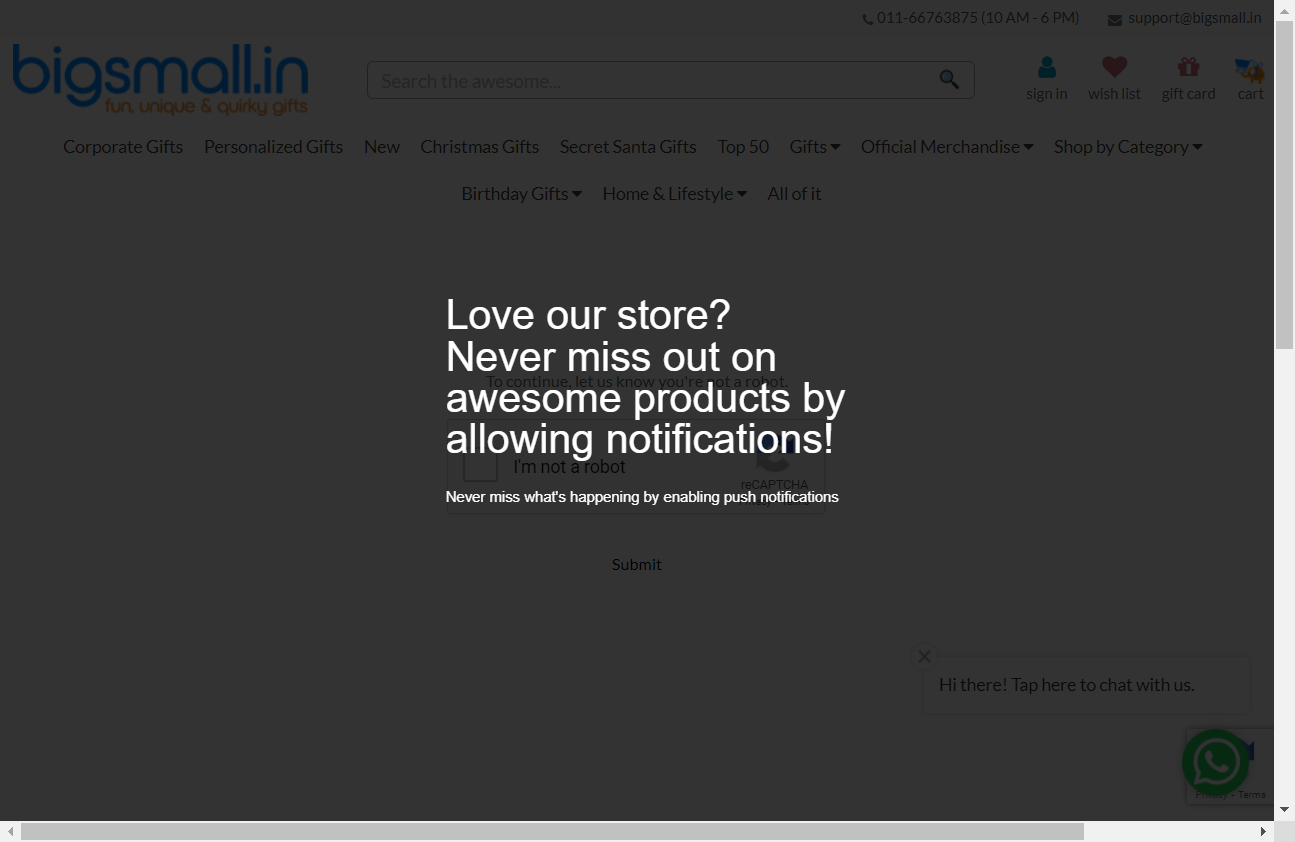 011-66763875 (10 AM - 6 PM)
support@bigsmall.in
bigsmall.in
fun, unique & quirky gifts
Search the awesome...
sign in
wish list
gift card
cart
Corporate Gifts
Personalized Gifts
New
Christmas Gifts
Secret Santa Gifts
Top 50
Gifts
Official Merchandise
Shop by Category
Birthday Gifts
Home & Lifestyle
All of it
Love our store?
Never miss out on
To continue, let us know you're not a robot.
awesome products by
allowing notifications!
I'm not a robot
reCAPTCHA
Never miss what's happening by enabling push notifications
Submit
Hi there! Tap here to chat with us.
Privacy - Terms